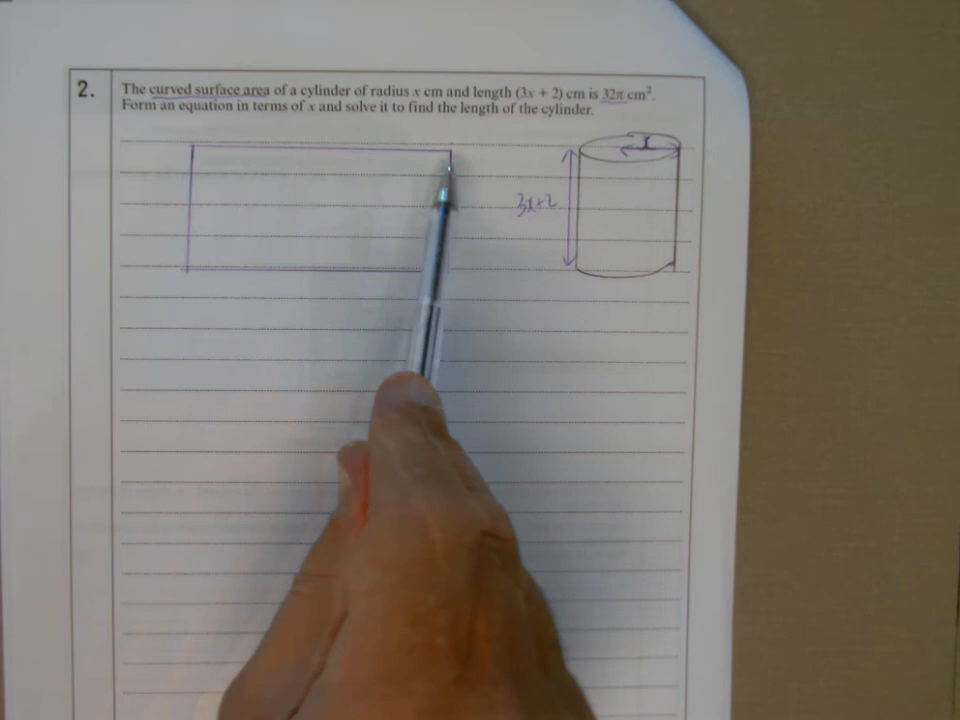 2.
The curved surface area of a cylinder of radius x cm and length (3x + 2) cm is 32π cm².
Form an equation in terms of x and solve it to find the length of the cylinder.
x
3x+2